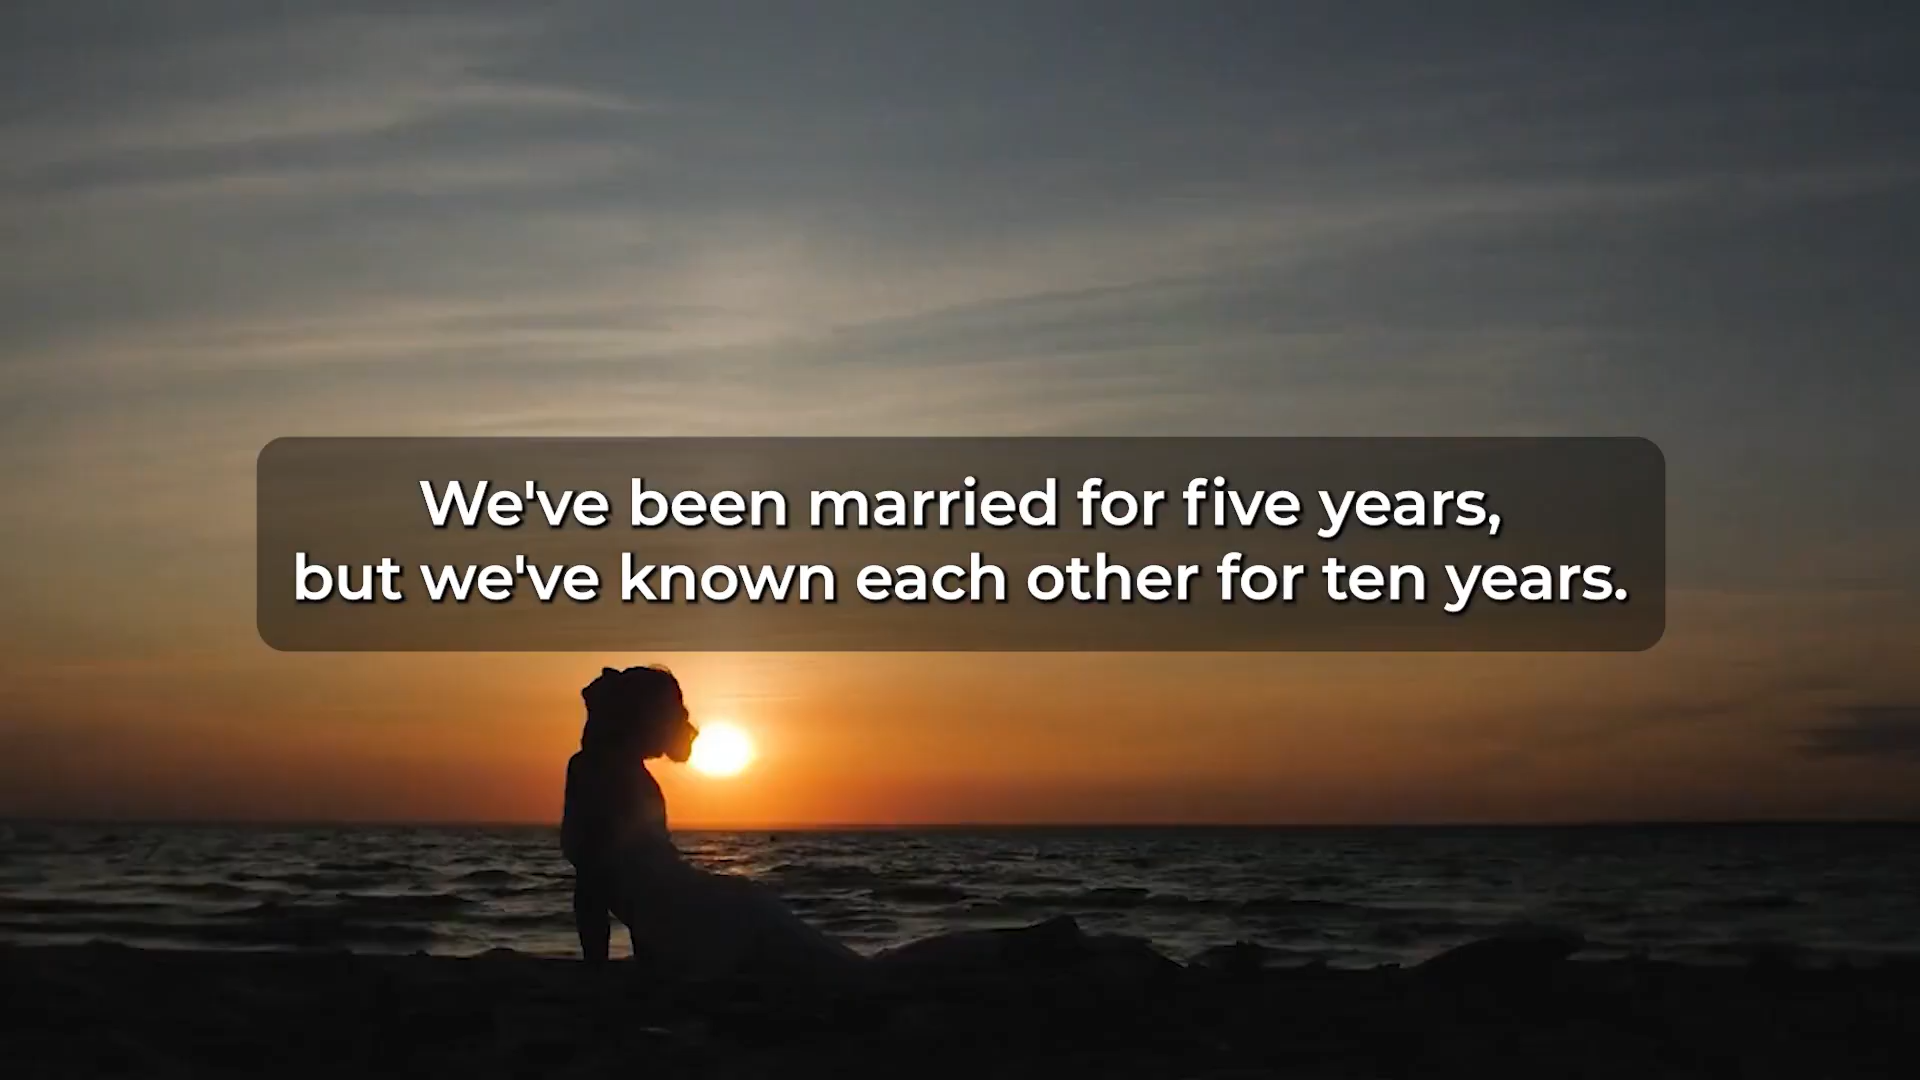 We've been married for five years,
but we've known each other for ten years.